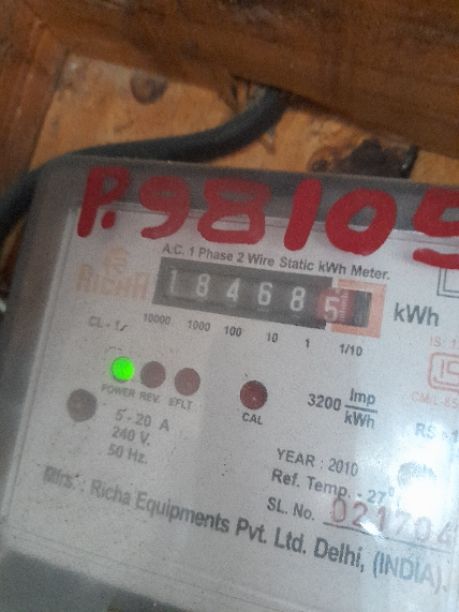 P.98105
A.C. 1 Phase 2 Wire Static kWh Meter.
184685 kWh
10000 1000 100 10 1 1/10
CL - 1
POWER REV. EFLT CAL
3200 Imp/kWh
5 - 20 A
240 V.
50 Hz.
YEAR : 2010
Ref. Temp. - 27°
SL. No. 021704
Mfrs. : Richa Equipments Pvt. Ltd. Delhi, (INDIA).